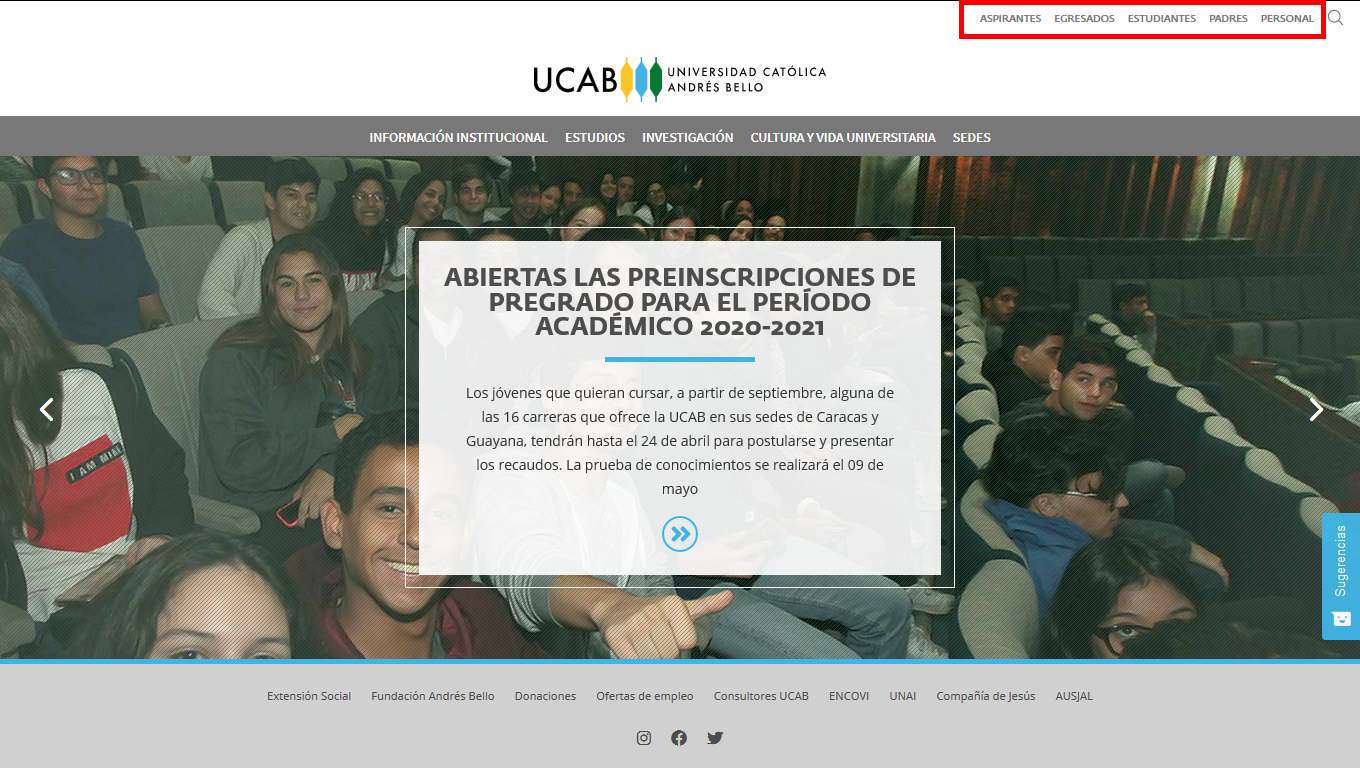 ASPIRANTES EGRESADOS ESTUDIANTES PADRES PERSONAL
UCAB UNIVERSIDAD CATÓLICA
ANDRÉS BELLO
INFORMACIÓN INSTITUCIONAL ESTUDIOS INVESTIGACIÓN CULTURA Y VIDA UNIVERSITARIA SEDES
ABIERTAS LAS PREINSCRIPCIONES DE
PREGRADO PARA EL PERÍODO
ACADÉMICO 2020-2021
Los jóvenes que quieran cursar, a partir de septiembre, alguna de
las 16 carreras que ofrece la UCAB en sus sedes de Caracas y
Guayana, tendrán hasta el 24 de abril para postularse y presentar
los recaudos. La prueba de conocimientos se realizará el 09 de
mayo
I AM
Sugerencias
Extensión Social Fundación Andrés Bello Donaciones Ofertas de empleo Consultores UCAB ENCOVI UNAI Compañía de Jesús AUSJAL